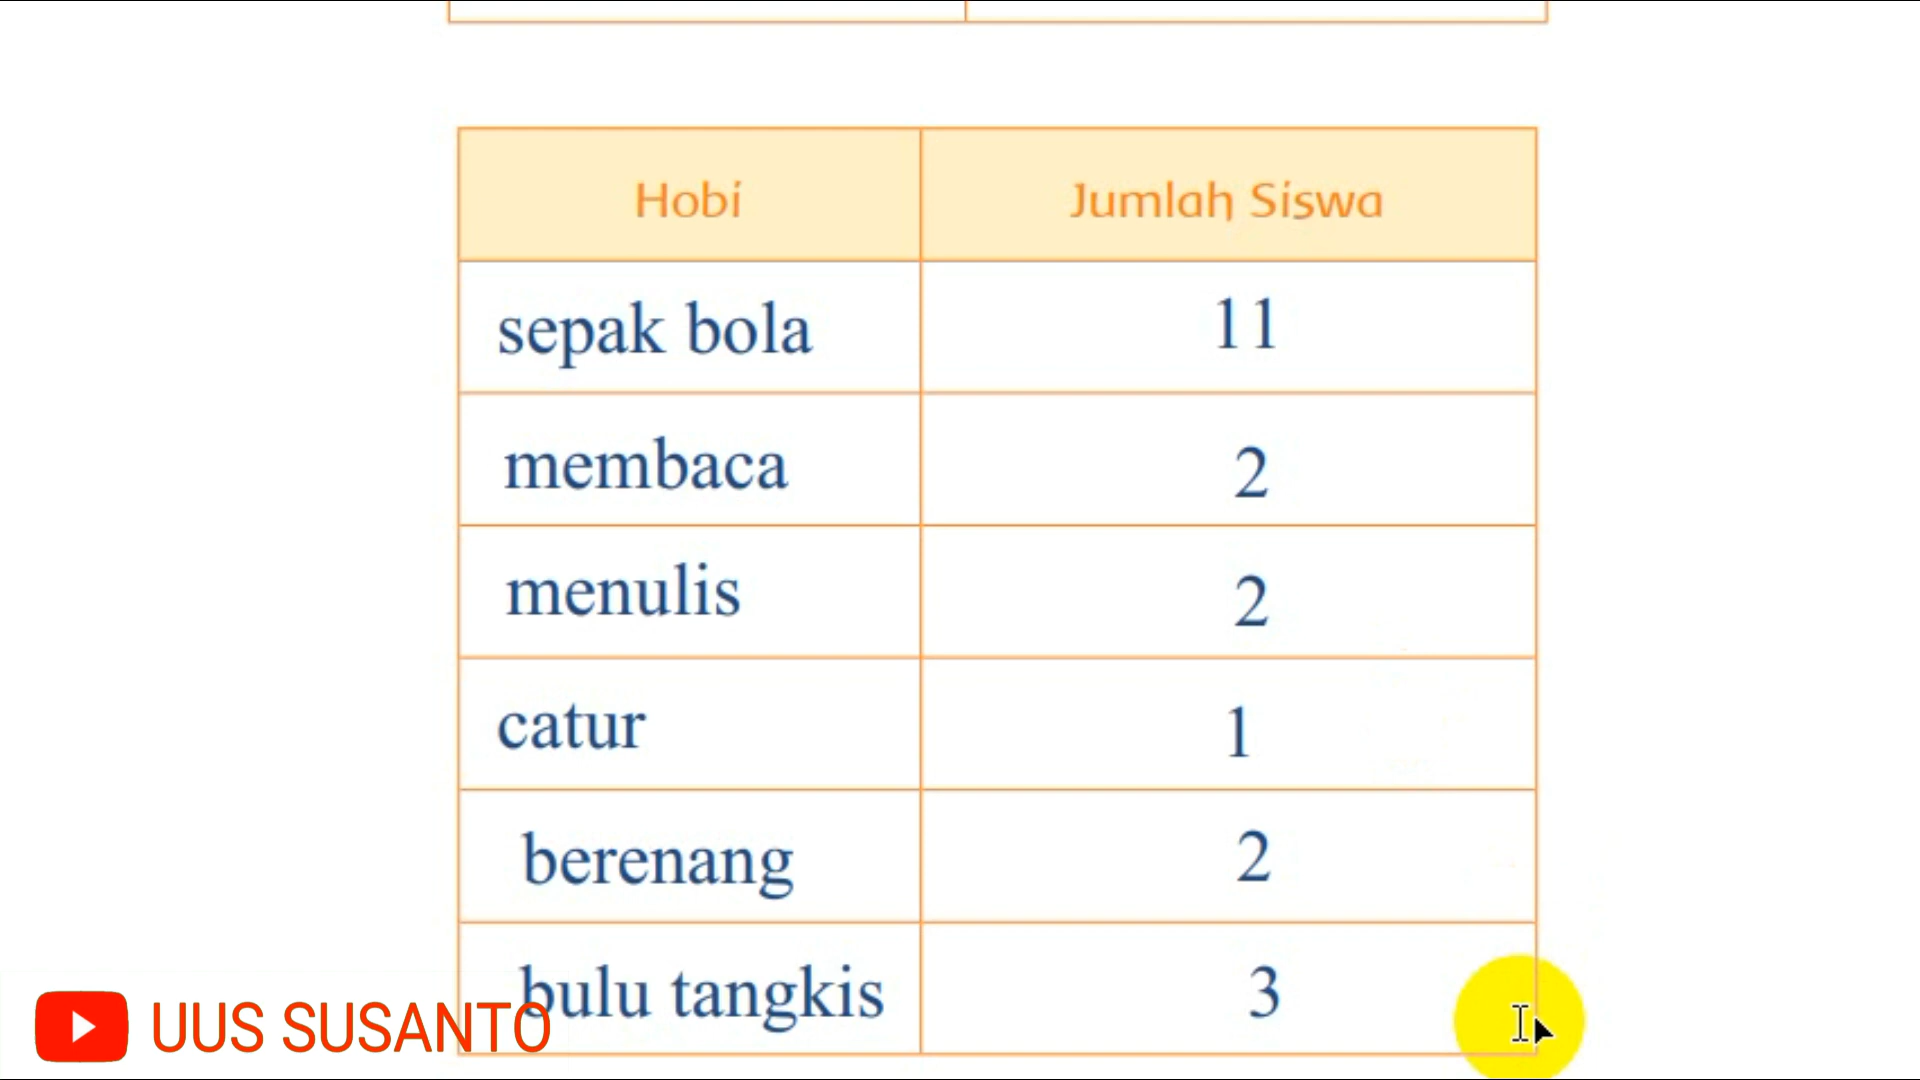 Hobi Jumlah Siswa
sepak bola 11
membaca 2
menulis 2
catur 1
berenang 2
bulu tangkis 3
UUS SUSANTO